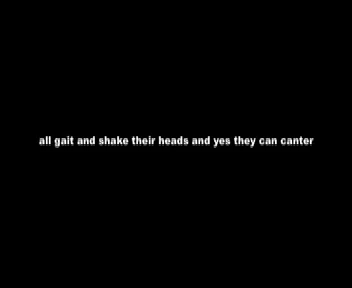 all gait and shake their heads and yes they can canter